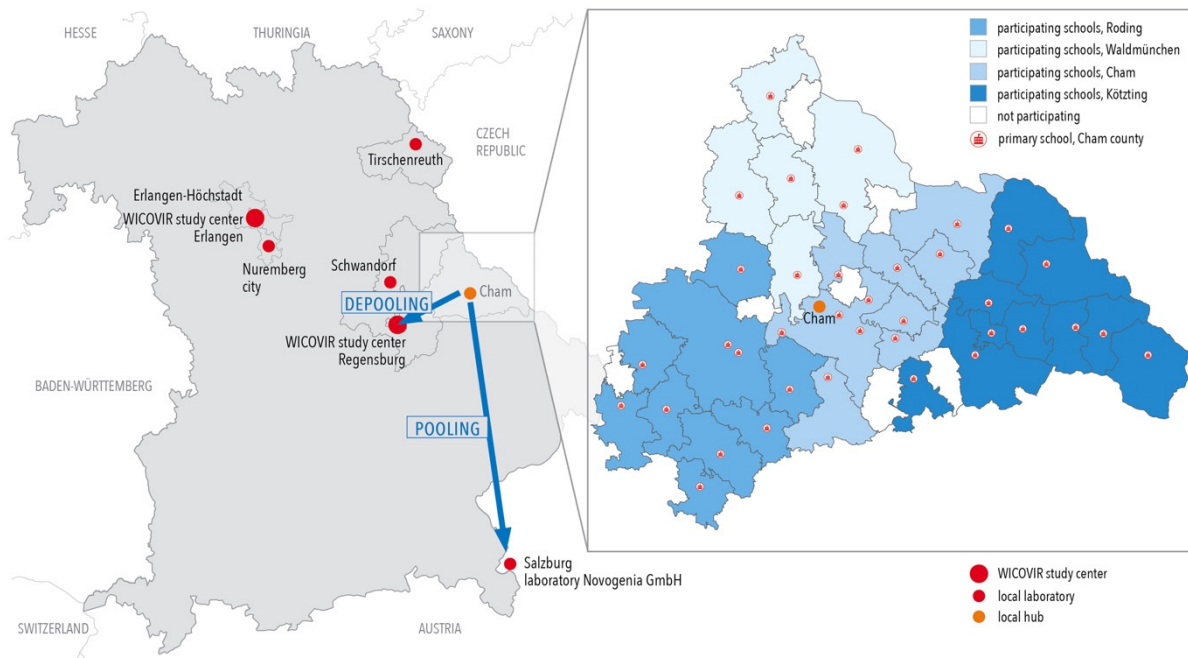 HESSE
THURINGIA
SAXONY
CZECH
REPUBLIC
Tirschenreuth
Erlangen-Höchstadt
WICOVIR study center
Erlangen
Nuremberg
city
Schwandorf
DEPOOLING
Cham
WICOVIR study center
Regensburg
BADEN-WÜRTTEMBERG
POOLING
Salzburg
laboratory Novogenia GmbH
SWITZERLAND
AUSTRIA
participating schools, Roding
participating schools, Waldmünchen
participating schools, Cham
participating schools, Kötzting
not participating
primary school, Cham county
Cham
WICOVIR study center
local laboratory
local hub